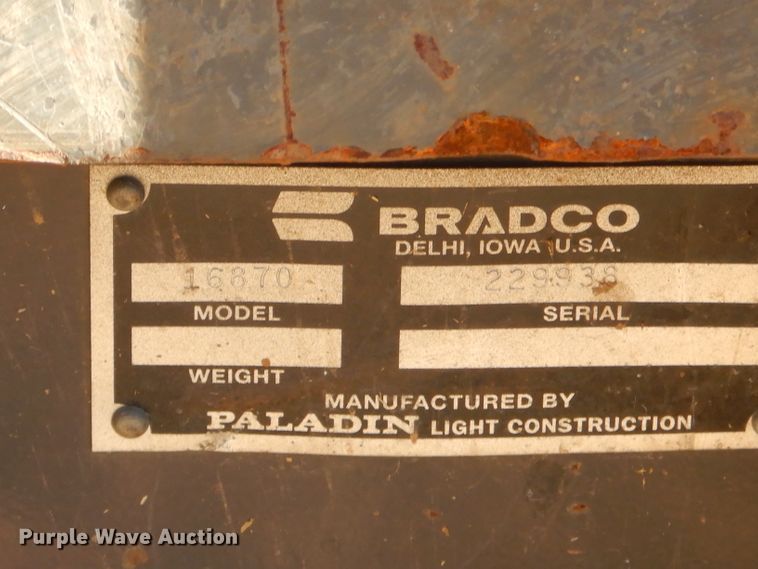 BRADCO
DELHI, IOWA U.S.A.
16870 229938
MODEL SERIAL
WEIGHT
MANUFACTURED BY
PALADIN LIGHT CONSTRUCTION
Purple Wave Auction